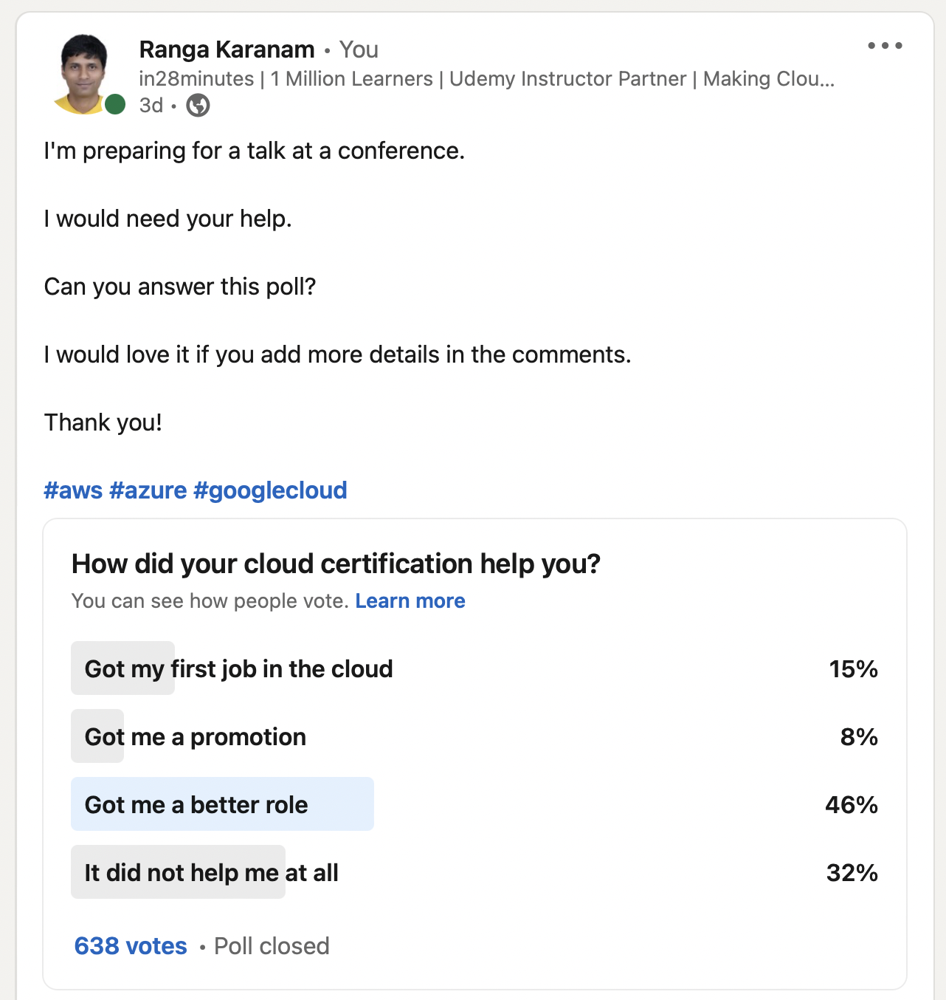 Ranga Karanam • You
in28minutes | 1 Million Learners | Udemy Instructor Partner | Making Clou...
3d •
I'm preparing for a talk at a conference.
I would need your help.
Can you answer this poll?
I would love it if you add more details in the comments.
Thank you!
#aws #azure #googlecloud
How did your cloud certification help you?
You can see how people vote. Learn more
Got my first job in the cloud 15%
Got me a promotion 8%
Got me a better role 46%
It did not help me at all 32%
638 votes • Poll closed